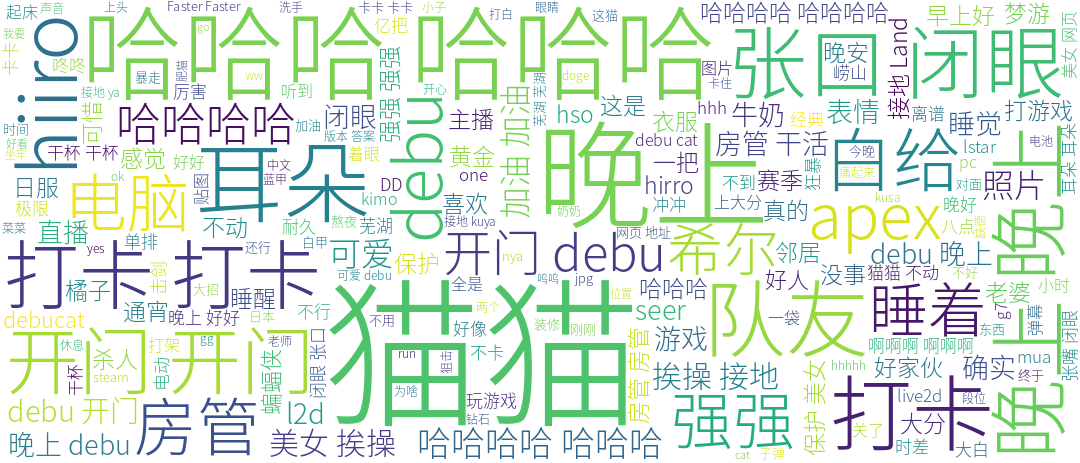 起床 声音 上头 Faster Faster 洗手 卡卡 卡卡 小子 打白 眼睛 这猫 哈哈哈哈 哈哈哈哈 早上好 梦游
我要 卡卡 咚咚 hiiro 哈哈哈 哈哈哈 go 亿把 强强 强强 ww doge 图片 卡住 晚安 崂山 张口 闭眼 接地 Land 美女 网页
接地 ya 暴走 厉害 听到 开心 hso 这是 hhh 牛奶 经典 表情 离谱 打游戏
时间 好看 可惜 哈哈哈哈 加油 闭眼 版本 答案 主播 加油 加油 衣服 debu cat 房管 干活 今晚 睡觉 电池
坐牢 干杯 干杯 感觉 好好 中文 着眼 黄金 一把 痛起来 狂暴 pc lstar 耳朵 耳朵
日服 ok 电脑 贴图 蓝甲 耳朵 DD kimo debu one 晚上 hirro 不到 赛季 白给 对面 照片 晚上 晚上
极限 喜欢 冲冲 上大分 真的 kusa
菜菜 直播 单排 不动 耐久 熬夜 芜湖 接地 kuya 奶奶 网页 地址 希尔 邻居 apex 晚好 八点
yes 还行 白甲 可爱 开门 debu nya debu 晚上
打卡 打卡 击剑 可爱 debu 保护 呜呜 jpg 好人 没事 猫猫 不动 不好
橘子 大招 睡醒 全是 猫猫 位置 哈哈哈 seer 队友 睡着 老婆 小时
debucat 通宵 晚上 好好 日本 不行 不用 两个 一袋 g7 弹幕 东西
开门 开门 休息 杀人 打架 gg 老师 蝙蝠侠 闭眼 张口 好像 装修 刚刚 房管 房管 游戏 啊啊啊 啊啊啊 确实 mua 张嘴 闭眼
干杯 steam 电动 run 狙击 不卡 挨操 接地 保护 美女 hhhhh 好家伙 终于
debu 开门 房管 l2d 为啥 玩游戏 钻石 强强 打卡 live2d 段位
晚上 debu 美女 挨操 哈哈哈哈 哈哈哈 cat 子弹 关了 时差 大分 大白